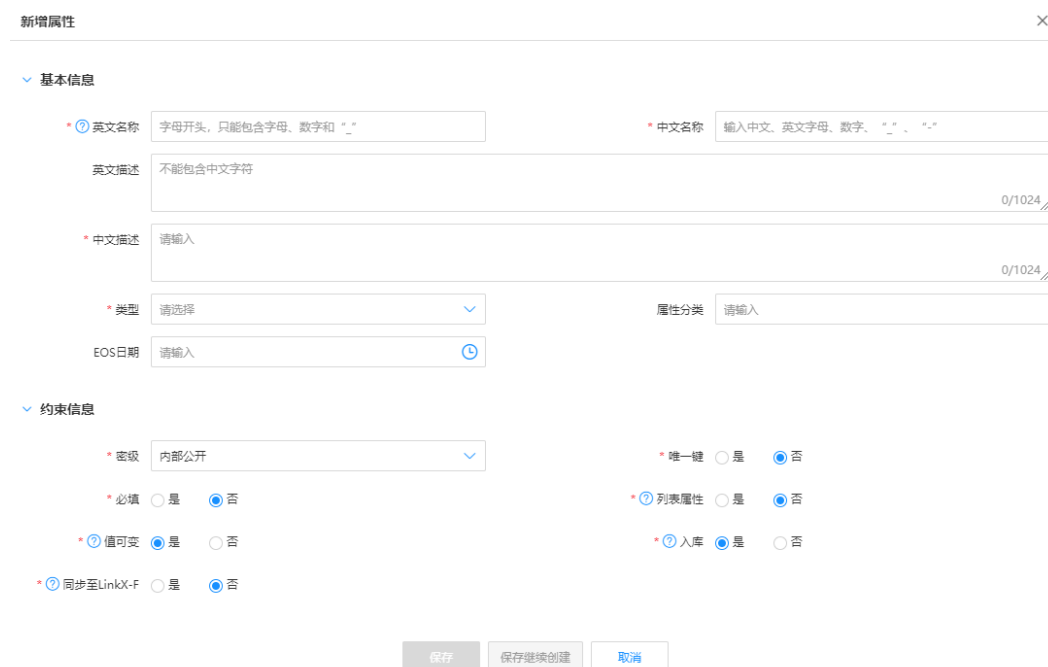 新增属性
基本信息
* 英文名称 字母开头，只能包含字母、数字和“_” * 中文名称 输入中文、英文字母、数字、“_”、“-”
英文描述 不能包含中文字符
0/1024
* 中文描述 请输入
0/1024
* 类型 请选择 属性分类 请输入
EOS日期 请输入
约束信息
* 密级 内部公开 * 唯一键 是 否
* 必填 是 否 * ? 列表属性 是 否
* ? 值可变 是 否 * ? 入库 是 否
* ? 同步至LinkX-F 是 否
保存 保存继续创建 取消